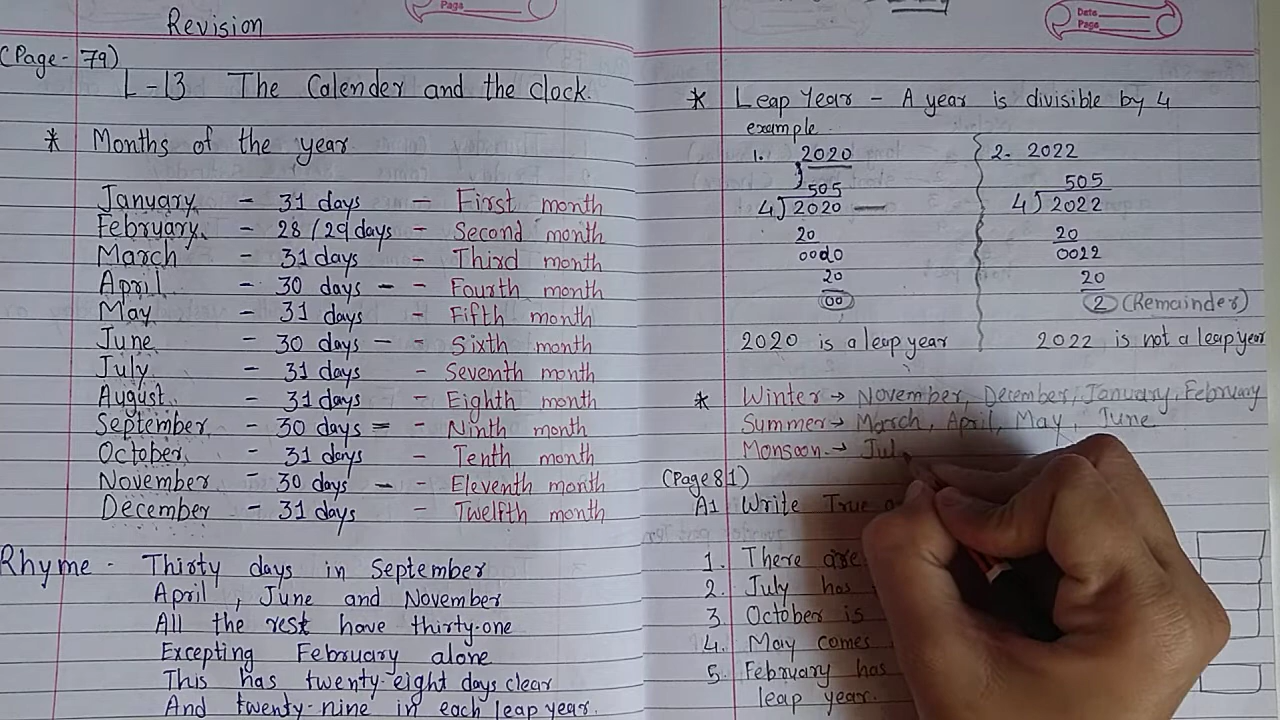 Page
Revision
(Page - 79)
L-13 The Calender and the clock.
* Months of the year
January - 31 days - First month
February - 28/29 days - Second month
March - 31 days - Third month
April - 30 days - - Fourth month
May - 31 days - Fifth month
June - 30 days - - Sixth month
July - 31 days - Seventh month
August - 31 days - Eighth month
September - 30 days = - Ninth month
October - 31 days - Tenth month
November - 30 days - - Eleventh month
December - 31 days - Twelfth month
Rhyme - Thirty days in September
April, June and November
All the rest have thirty-one
Excepting February alone
This has twenty-eight days clear
And twenty-nine in each leap year.
Date
Page
* Leap Year - A year is divisible by 4
example.
1. 2020
505
4)2020
20
0020
20
00
2020 is a leap year
2. 2022
505
4)2022
20
0022
20
2 (Remainder)
2022 is not a leap year
* Winter → November, December, January, February
Summer → March, April, May, June
Monsoon → Jul
(Page 81)
A1 Write True
1. There are
2. July has
3 October is
4. May comes
5. February has
leap year.